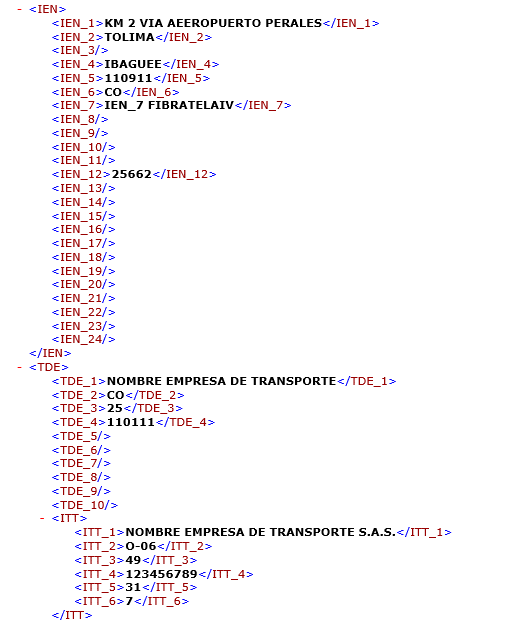 - <IEN>
<IEN_1>KM 2 VIA AEEROPUERTO PERALES</IEN_1>
<IEN_2>TOLIMA</IEN_2>
<IEN_3/>
<IEN_4>IBAGUEE</IEN_4>
<IEN_5>110911</IEN_5>
<IEN_6>CO</IEN_6>
<IEN_7>IEN_7 FIBRATELAIV</IEN_7>
<IEN_8/>
<IEN_9/>
<IEN_10/>
<IEN_11/>
<IEN_12>25662</IEN_12>
<IEN_13/>
<IEN_14/>
<IEN_15/>
<IEN_16/>
<IEN_17/>
<IEN_18/>
<IEN_19/>
<IEN_20/>
<IEN_21/>
<IEN_22/>
<IEN_23/>
<IEN_24/>
</IEN>
- <TDE>
<TDE_1>NOMBRE EMPRESA DE TRANSPORTE</TDE_1>
<TDE_2>CO</TDE_2>
<TDE_3>25</TDE_3>
<TDE_4>110111</TDE_4>
<TDE_5/>
<TDE_6/>
<TDE_7/>
<TDE_8/>
<TDE_9/>
<TDE_10/>
- <ITT>
<ITT_1>NOMBRE EMPRESA DE TRANSPORTE S.A.S.</ITT_1>
<ITT_2>O-06</ITT_2>
<ITT_3>49</ITT_3>
<ITT_4>123456789</ITT_4>
<ITT_5>31</ITT_5>
<ITT_6>7</ITT_6>
</ITT>